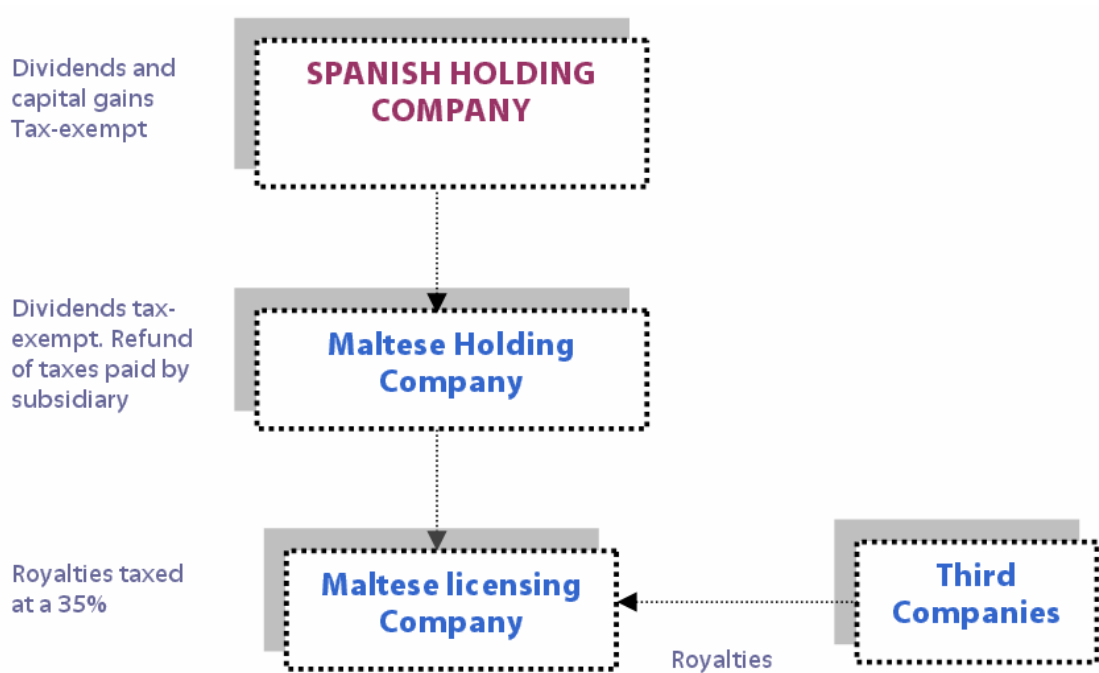 Dividends and
capital gains
Tax-exempt
SPANISH HOLDING
COMPANY
Dividends tax-
exempt. Refund
of taxes paid by
subsidiary
Maltese Holding
Company
Royalties taxed
at a 35%
Maltese licensing
Company
Third
Companies
Royalties